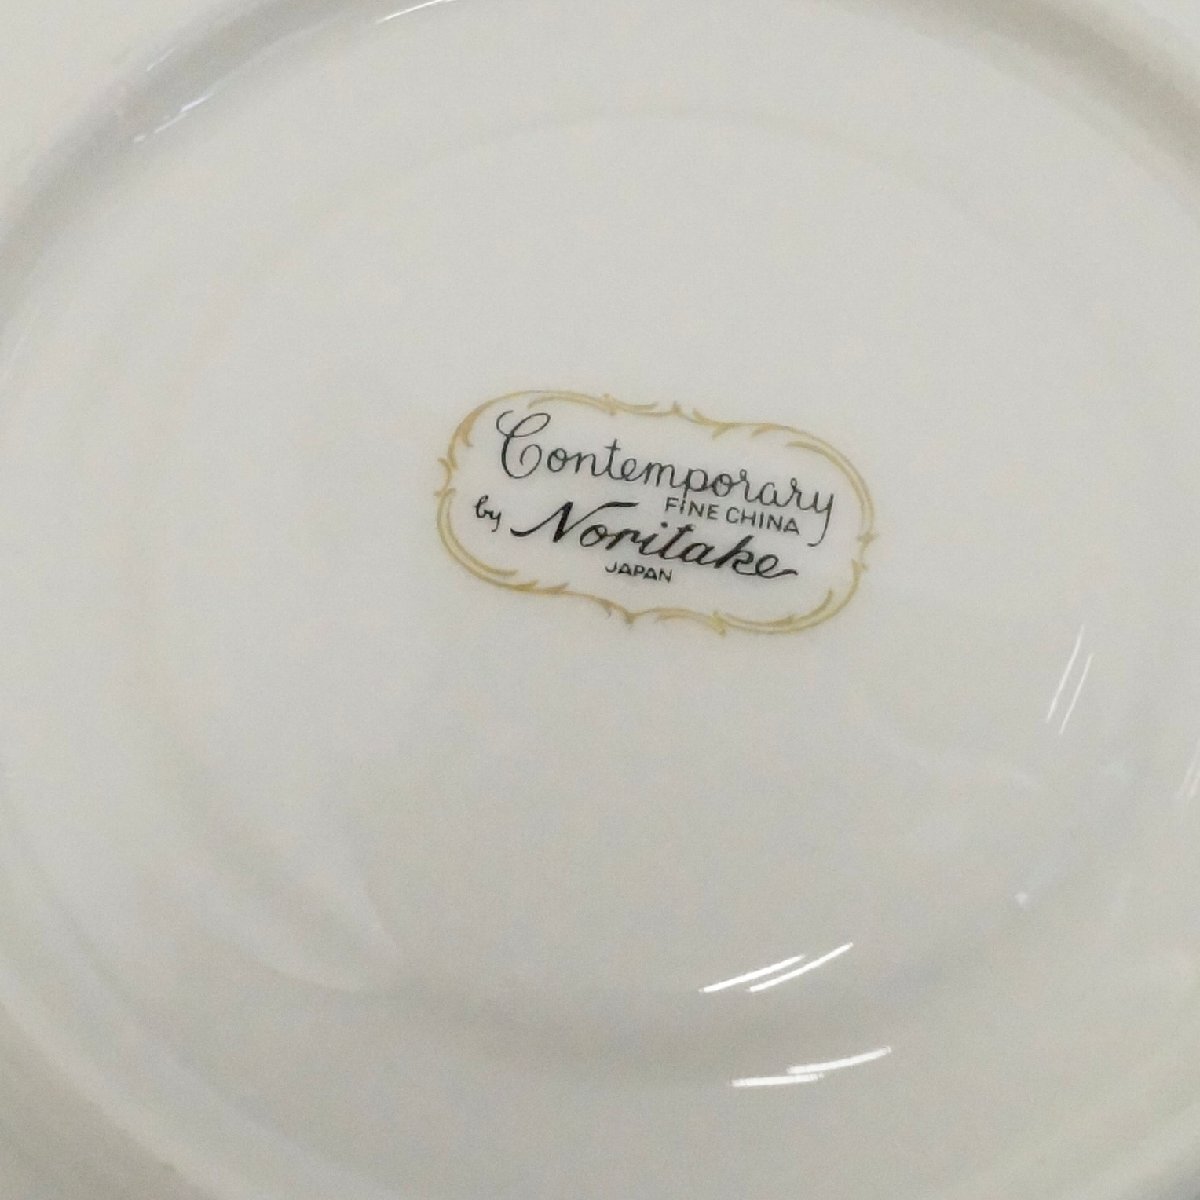 Contemporary
FINE CHINA
by Noritake
JAPAN